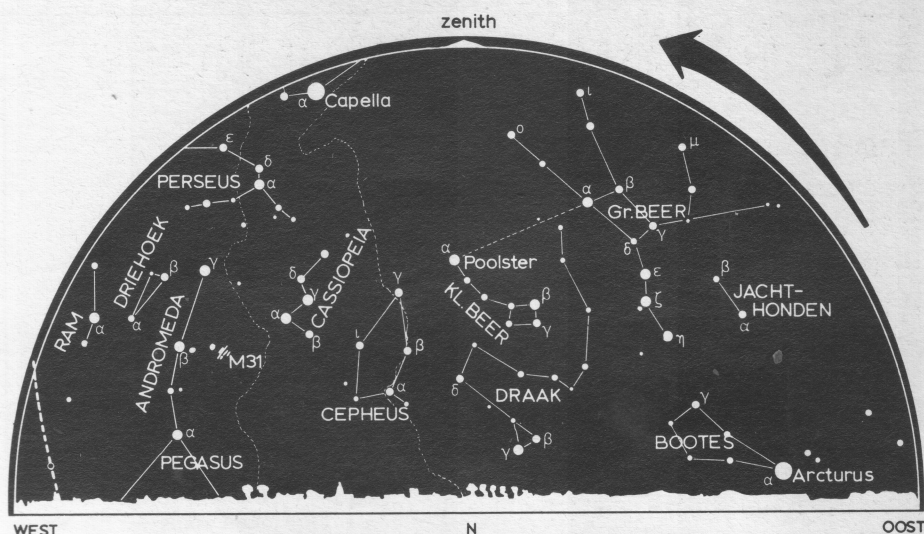 zenith
α
Capella
ι
ο
ε
δ
μ
PERSEUS
α
α
β
Gr.BEER
γ
δ
DRIEHOEK
β
α
γ
CASSIOPEIA
δ
γ
α
β
α
Poolster
γ
ε
β
JACHT-
HONDEN
α
KL. BEER
β
γ
ζ
η
RAM
α
ANDROMEDA
β
M31
ι
β
α
CEPHEUS
δ
DRAAK
β
γ
γ
BOOTES
α
Arcturus
α
PEGASUS
WEST
N
OOST